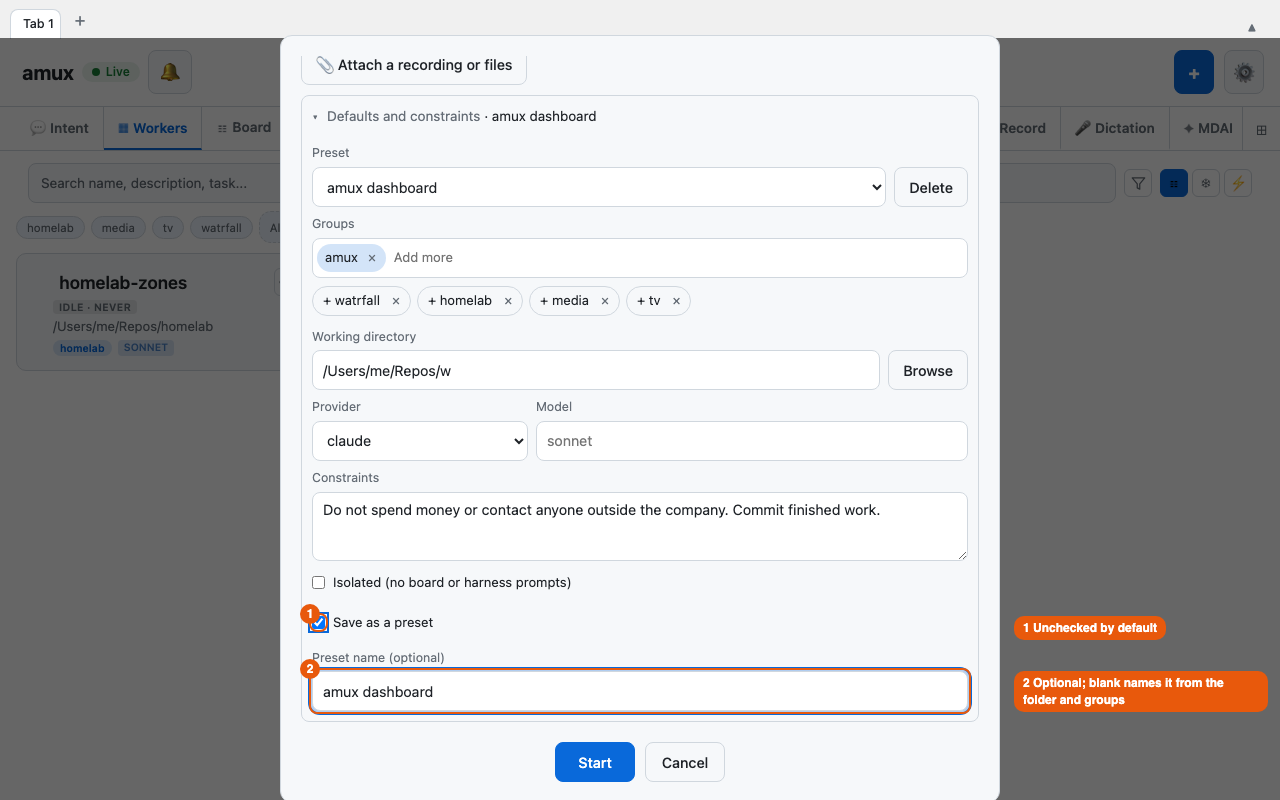 Tab 1 +
amux Live
Intent Workers Board
Record Dictation MDAI
Search name, description, task...
homelab media tv watrfall
homelab-zones
IDLE · NEVER
/Users/me/Repos/homelab
homelab SONNET
Attach a recording or files
Defaults and constraints · amux dashboard
Preset
amux dashboard Delete
Groups
amux × Add more
+ watrfall × + homelab × + media × + tv ×
Working directory
/Users/me/Repos/w Browse
Provider Model
claude sonnet
Constraints
Do not spend money or contact anyone outside the company. Commit finished work.
Isolated (no board or harness prompts)
1 Save as a preset
Preset name (optional)
2 amux dashboard
Start Cancel
1 Unchecked by default
2 Optional; blank names it from the
folder and groups